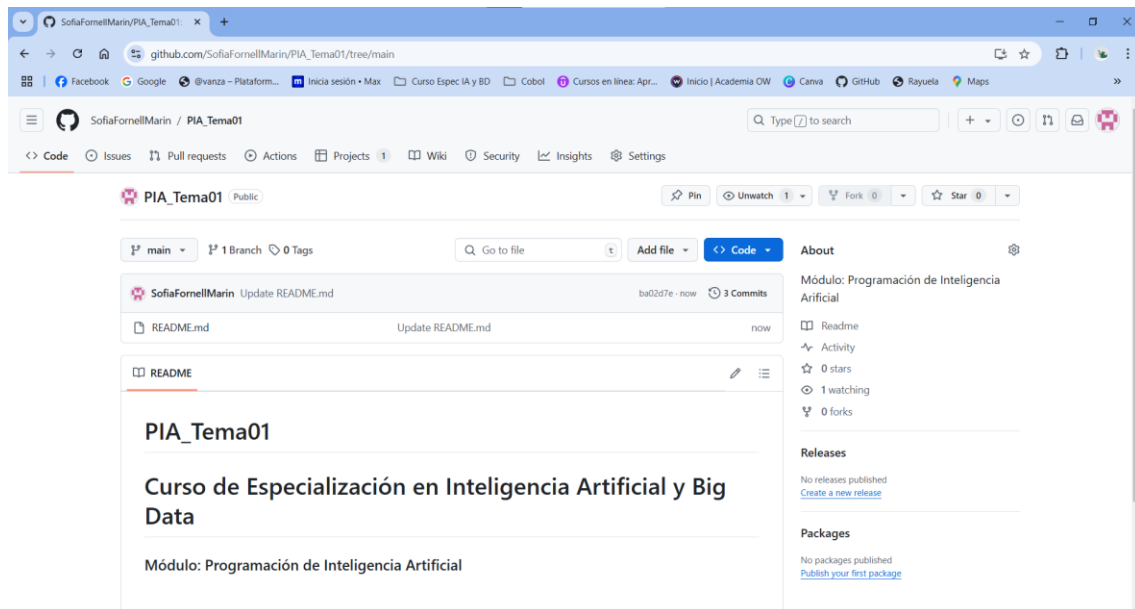 SofiaFornellMarin/PIA_Tema01:
github.com/SofiaFornellMarin/PIA_Tema01/tree/main
Facebook Google @vanza – Plataform... Inicia sesión • Max Curso Espec IA y BD Cobol Cursos en línea: Apr... Inicio | Academia OW Canva GitHub Rayuela Maps »
SofiaFornellMarin / PIA_Tema01 Type / to search
Code Issues Pull requests Actions Projects 1 Wiki Security Insights Settings
PIA_Tema01 Public Pin Unwatch 1 Fork 0 Star 0
main 1 Branch 0 Tags Go to file t Add file Code
About
Módulo: Programación de Inteligencia
Arificial
SofiaFornellMarin Update README.md ba02d7e · now 3 Commits
README.md Update README.md now
Readme
Activity
0 stars
1 watching
0 forks
README
PIA_Tema01
Curso de Especialización en Inteligencia Artificial y Big
Data
Módulo: Programación de Inteligencia Artificial
Releases
No releases published
Create a new release
Packages
No packages published
Publish your first package